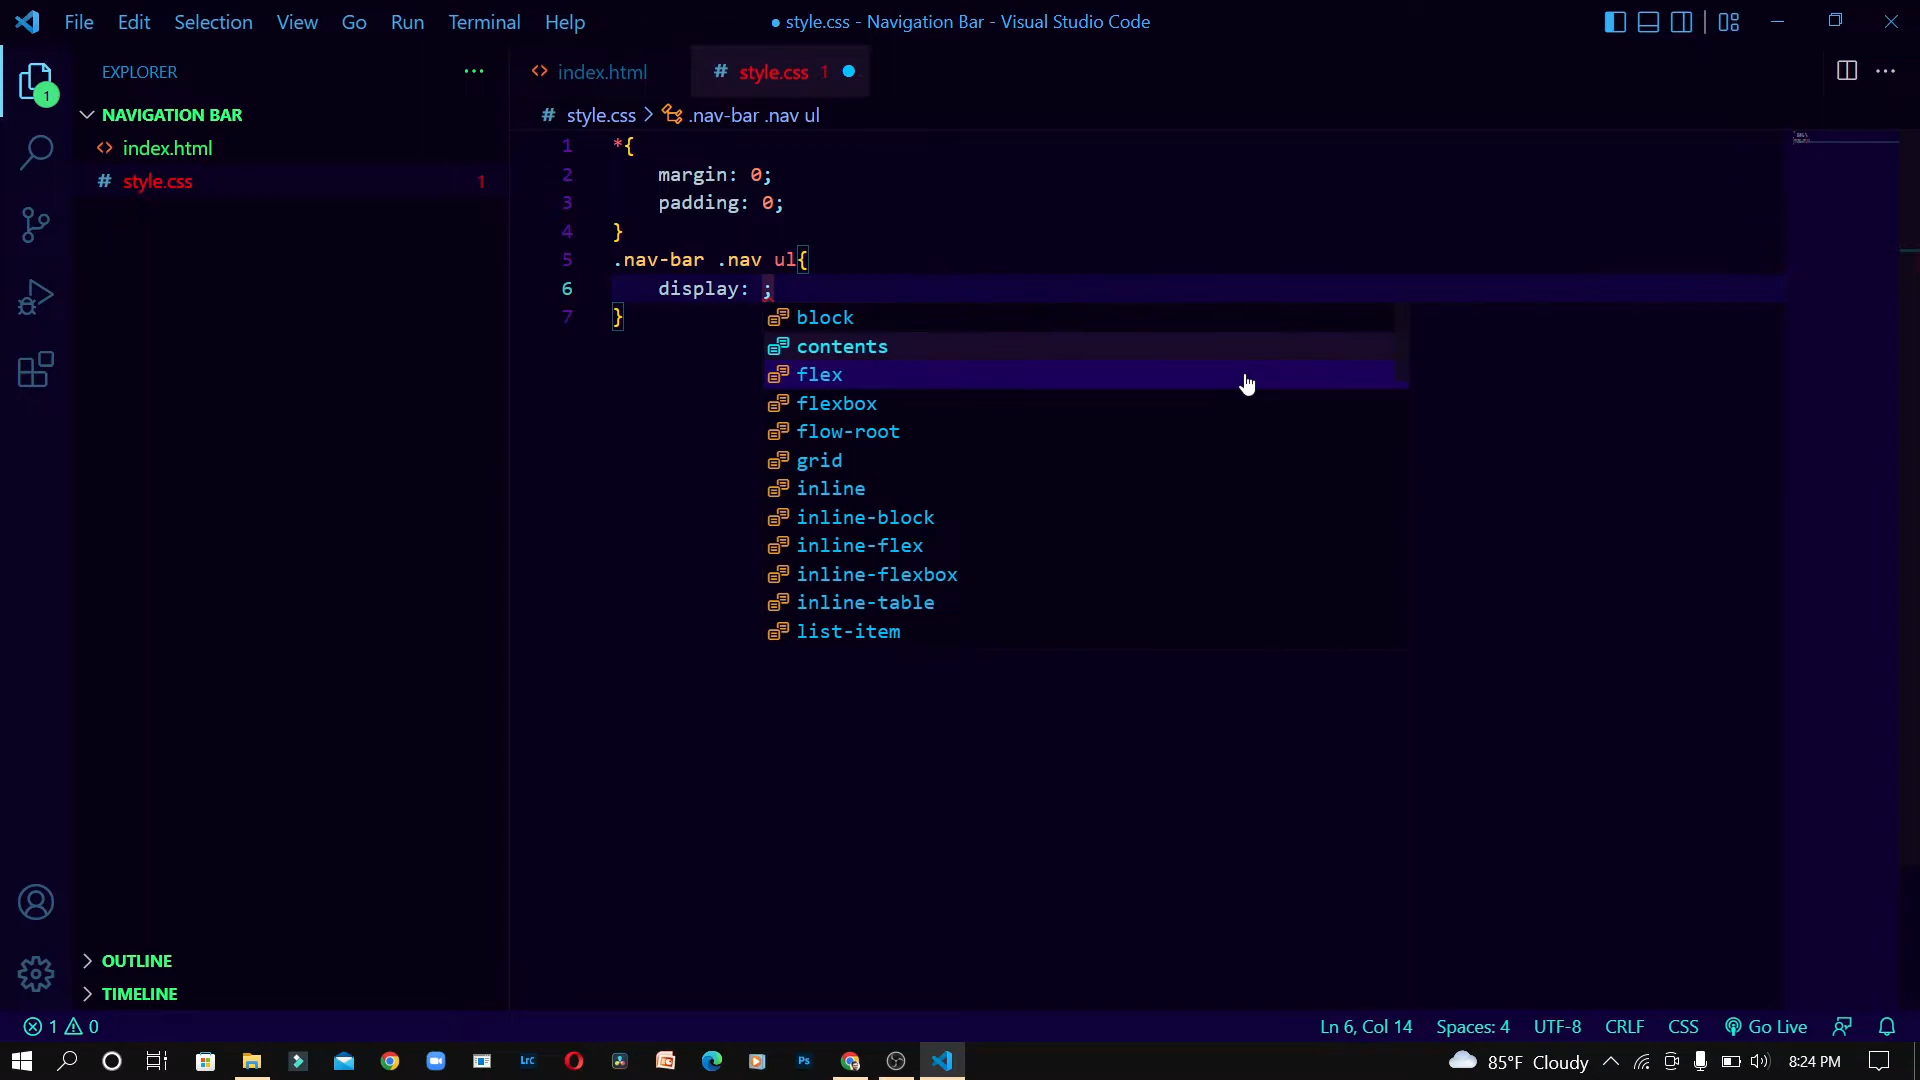 File Edit Selection View Go Run Terminal Help
● style.css - Navigation Bar - Visual Studio Code
EXPLORER
1
NAVIGATION BAR
<> index.html
# style.css 1
<> index.html
# style.css 1
# style.css > .nav-bar .nav ul
1 *{
2 margin: 0;
3 padding: 0;
4 }
5 .nav-bar .nav ul{
6 display: ;
7 }
block
contents
flex
flexbox
flow-root
grid
inline
inline-block
inline-flex
inline-flexbox
inline-table
list-item
OUTLINE
TIMELINE
1 0
Ln 6, Col 14 Spaces: 4 UTF-8 CRLF CSS Go Live
Lrc
Ps
85°F Cloudy
8:24 PM